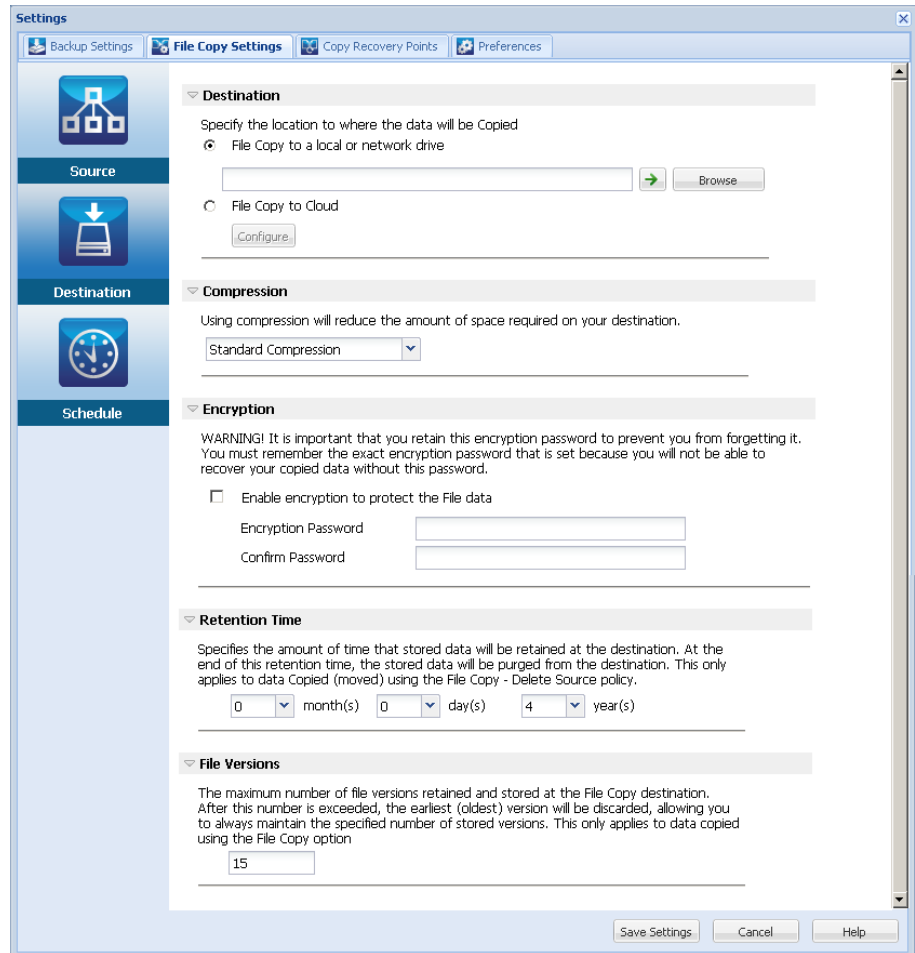 Settings
Backup Settings
File Copy Settings
Copy Recovery Points
Preferences
Source
Destination
Schedule
Destination
Specify the location to where the data will be Copied
File Copy to a local or network drive
Browse
File Copy to Cloud
Configure
Compression
Using compression will reduce the amount of space required on your destination.
Standard Compression
Encryption
WARNING! It is important that you retain this encryption password to prevent you from forgetting it.
You must remember the exact encryption password that is set because you will not be able to
recover your copied data without this password.
Enable encryption to protect the File data
Encryption Password
Confirm Password
Retention Time
Specifies the amount of time that stored data will be retained at the destination. At the
end of this retention time, the stored data will be purged from the destination. This only
applies to data Copied (moved) using the File Copy - Delete Source policy.
0 month(s) 0 day(s) 4 year(s)
File Versions
The maximum number of file versions retained and stored at the File Copy destination.
After this number is exceeded, the earliest (oldest) version will be discarded, allowing you
to always maintain the specified number of stored versions. This only applies to data copied
using the File Copy option
15
Save Settings
Cancel
Help